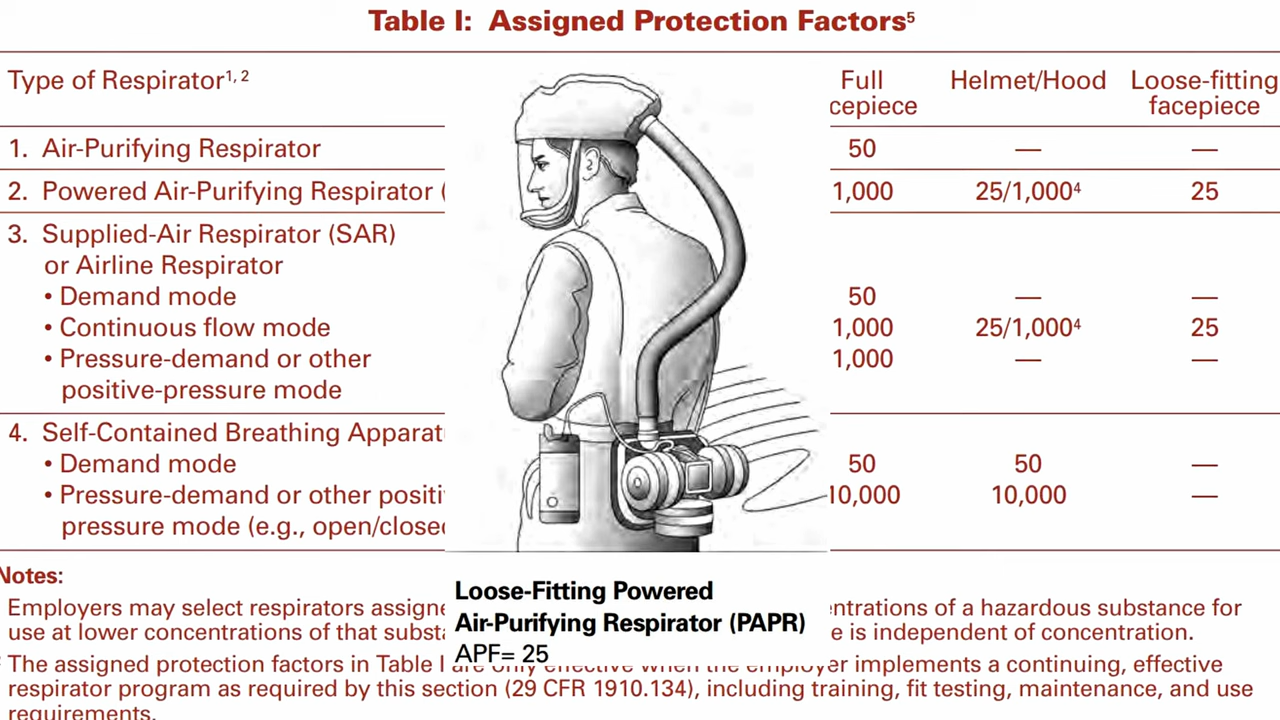 Table I: Assigned Protection Factors⁵
Type of Respirator¹,² Full Helmet/Hood Loose-fitting
cepiece facepiece
1. Air-Purifying Respirator 50 — —
2. Powered Air-Purifying Respirator ( 1,000 25/1,000⁴ 25
3. Supplied-Air Respirator (SAR)
or Airline Respirator
• Demand mode 50 — —
• Continuous flow mode 1,000 25/1,000⁴ 25
• Pressure-demand or other 1,000 — —
positive-pressure mode
4. Self-Contained Breathing Apparat
• Demand mode 50 50 —
• Pressure-demand or other positi 10,000 10,000 —
pressure mode (e.g., open/closed
Notes:
Employers may select respirators assigne ntrations of a hazardous substance for
use at lower concentrations of that substa e is independent of concentration.
The assigned protection factors in Table I are only effective when the employer implements a continuing, effective
respirator program as required by this section (29 CFR 1910.134), including training, fit testing, maintenance, and use
requirements.
Loose-Fitting Powered
Air-Purifying Respirator (PAPR)
APF= 25